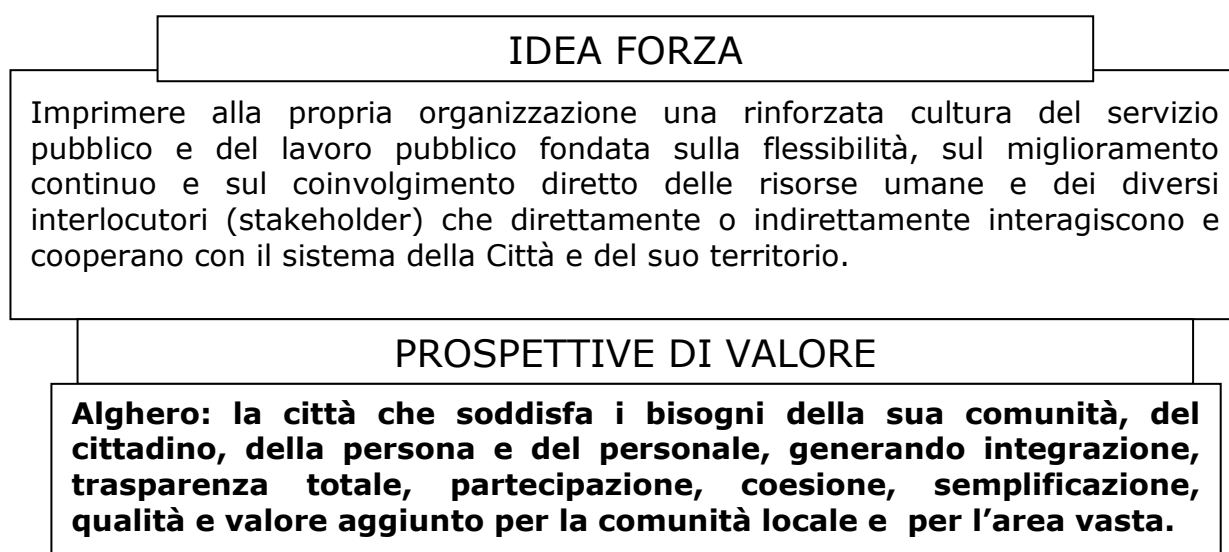 IDEA FORZA
Imprimere alla propria organizzazione una rinforzata cultura del servizio
pubblico e del lavoro pubblico fondata sulla flessibilità, sul miglioramento
continuo e sul coinvolgimento diretto delle risorse umane e dei diversi
interlocutori (stakeholder) che direttamente o indirettamente interagiscono e
cooperano con il sistema della Città e del suo territorio.
PROSPETTIVE DI VALORE
Alghero: la città che soddisfa i bisogni della sua comunità, del
cittadino, della persona e del personale, generando integrazione,
trasparenza totale, partecipazione, coesione, semplificazione,
qualità e valore aggiunto per la comunità locale e per l'area vasta.